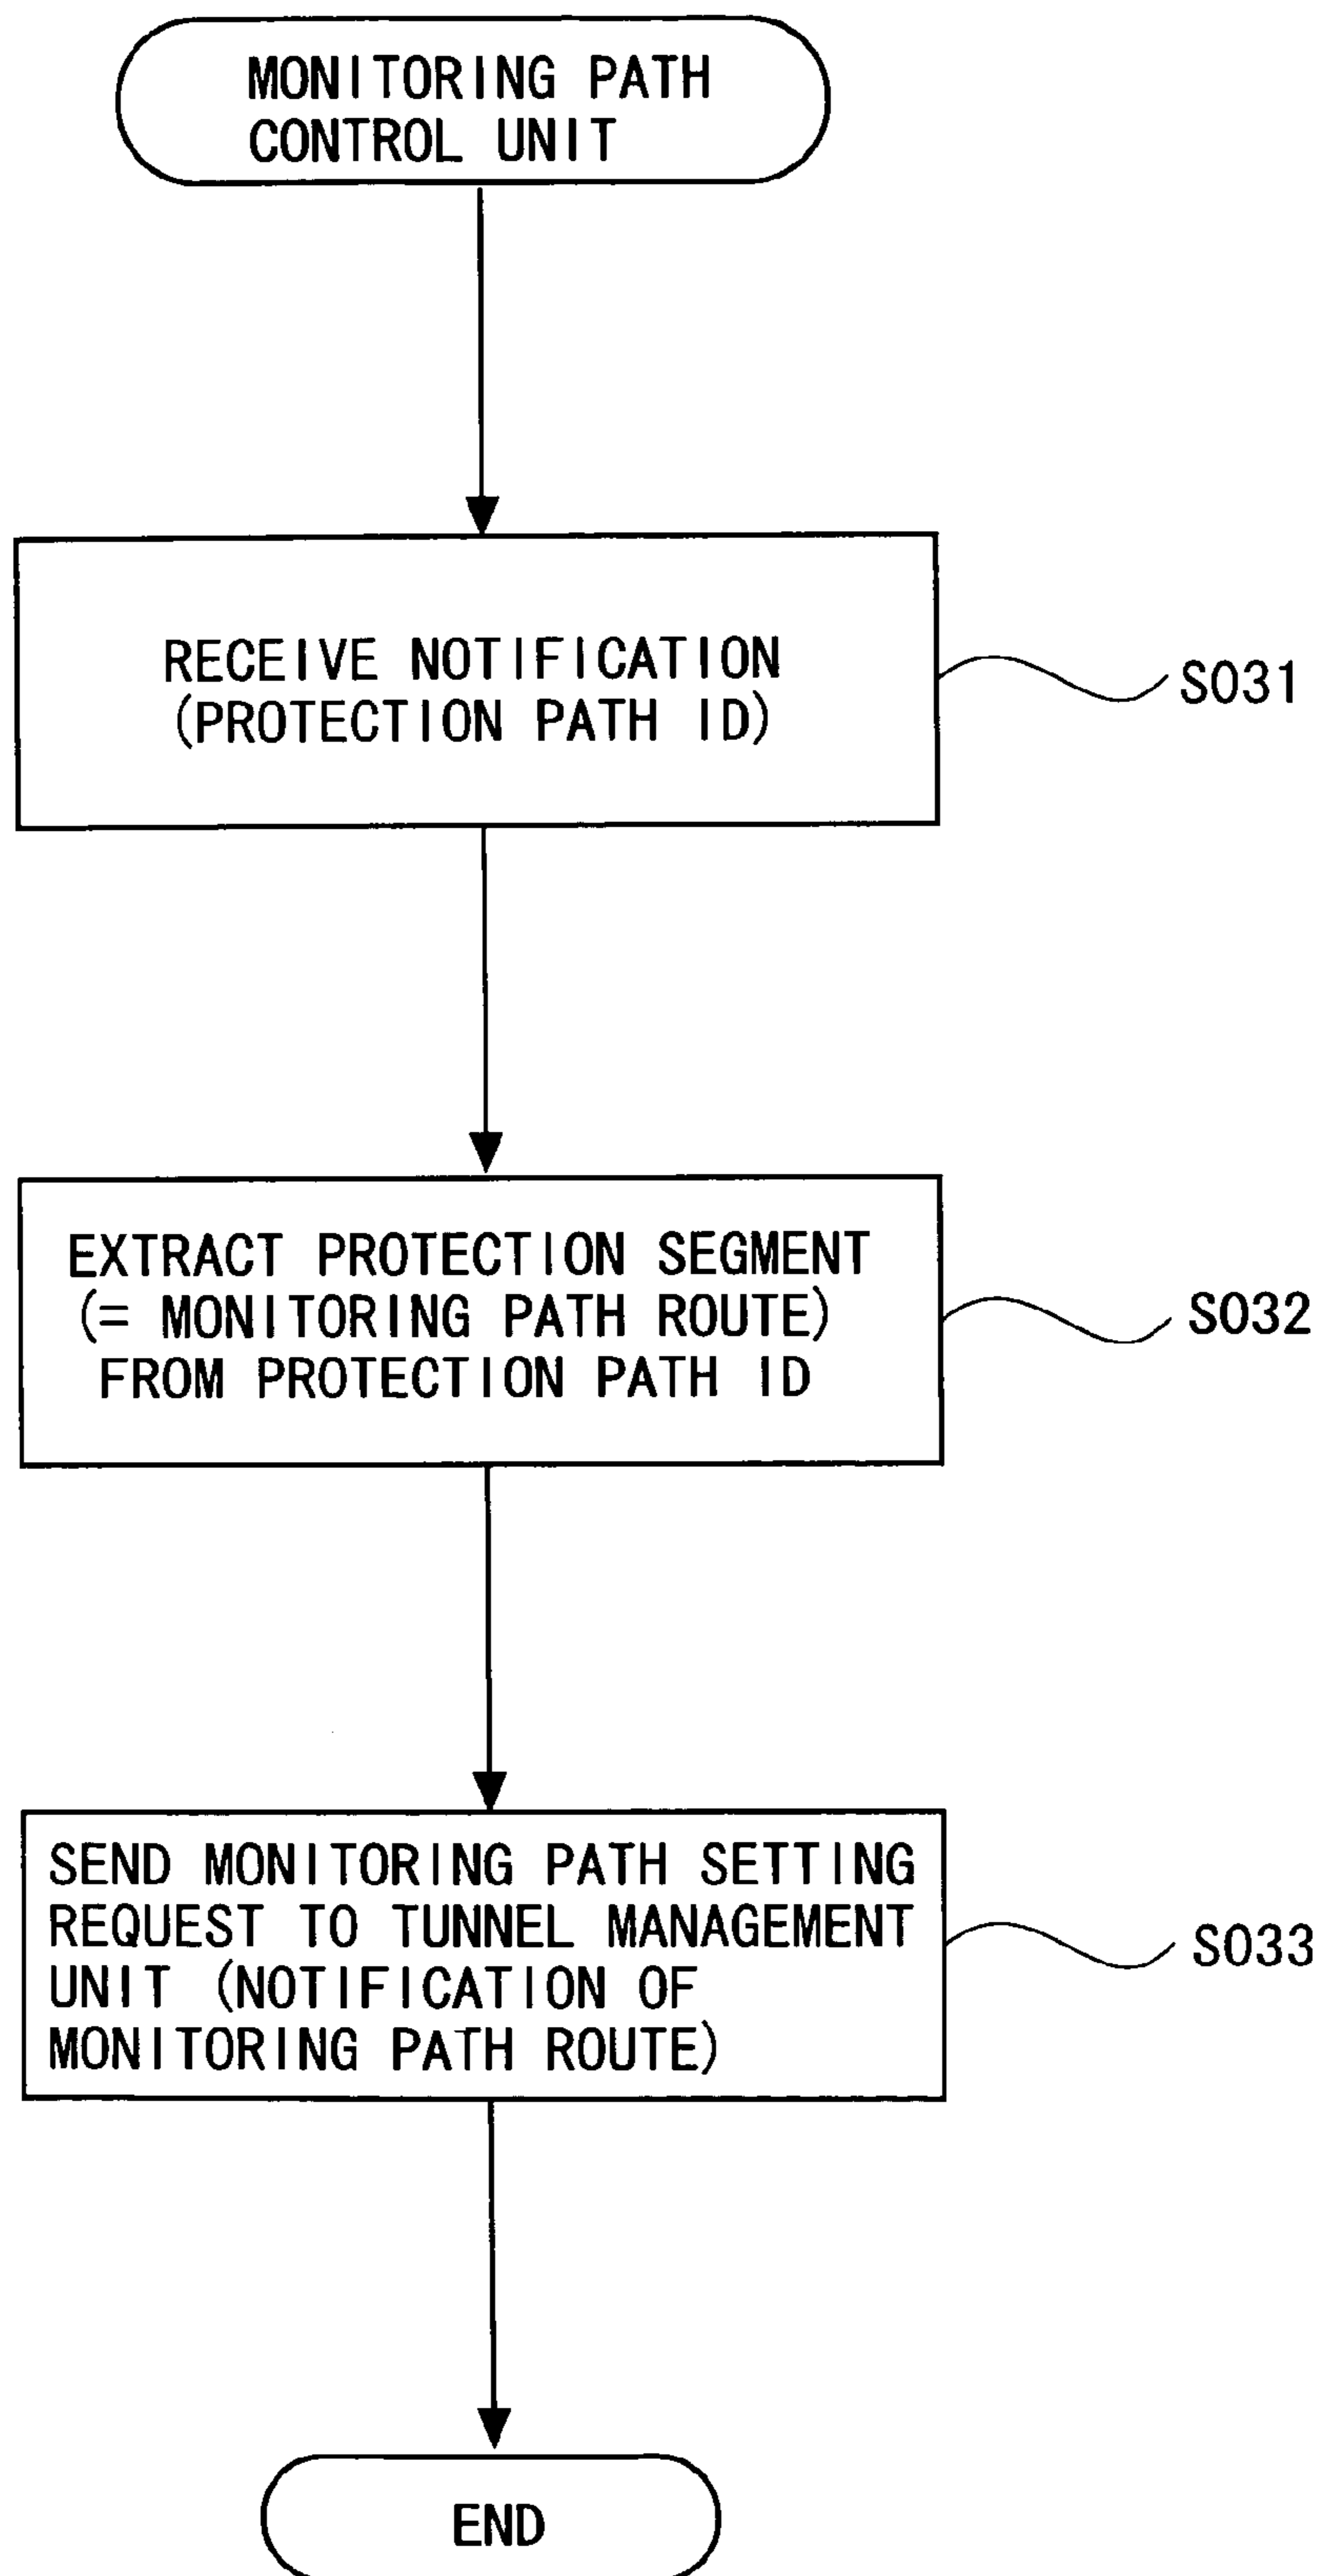 MONITORING PATH
CONTROL UNIT
RECEIVE NOTIFICATION
(PROTECTION PATH ID)
S031
EXTRACT PROTECTION SEGMENT
(= MONITORING PATH ROUTE)
FROM PROTECTION PATH ID
S032
SEND MONITORING PATH SETTING
REQUEST TO TUNNEL MANAGEMENT
UNIT (NOTIFICATION OF
MONITORING PATH ROUTE)
S033
END